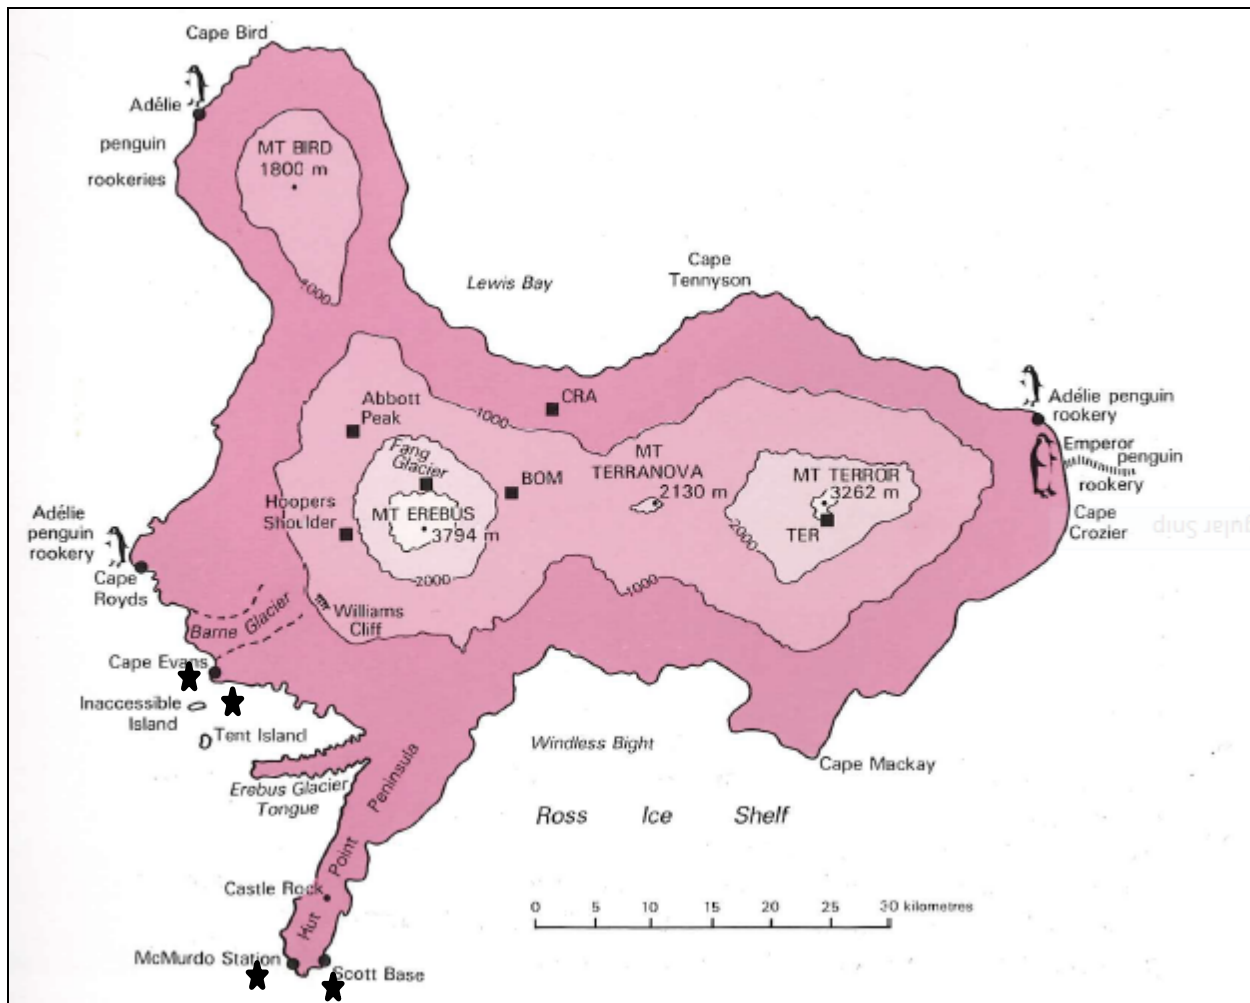 Cape Bird
Adélie
penguin
rookeries
MT BIRD
1800 m
1000
Lewis Bay
Cape
Tennyson
Abbott
Peak
1000
CRA
Fang
Glacier
BOM
MT
TERRANOVA
2130 m
MT TERROR
3262 m
TER
2000
Adélie penguin
rookery
Emperor
penguin
rookery
Cape
Crozier
Hoopers
Shoulder
MT EREBUS
3794 m
2000
1000
Adélie
penguin
rookery
Cape
Royds
Barne Glacier
Williams
Cliff
Cape Evans
Inaccessible
Island
Tent Island
Erebus Glacier
Tongue
Windless Bight
Cape Mackay
Ross Ice Shelf
Hut Point Peninsula
Castle Rock
McMurdo Station
Scott Base
0 5 10 15 20 25 30 kilometres